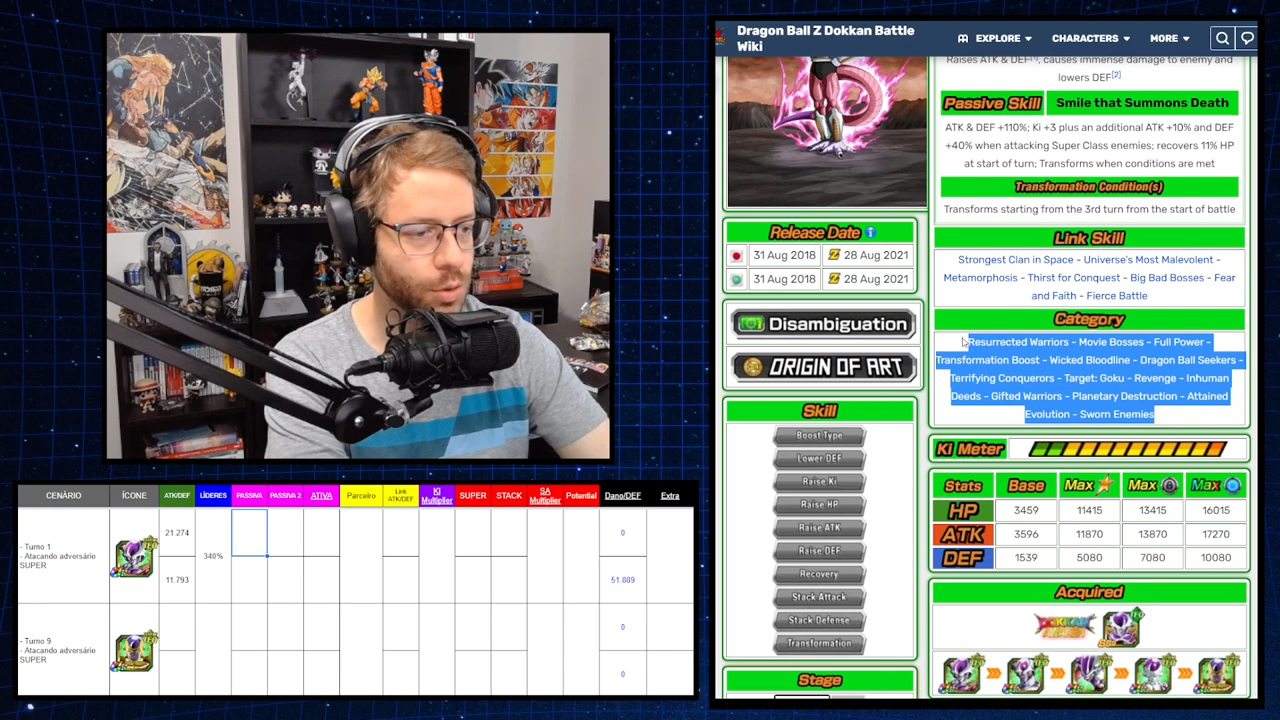 Dragon Ball Z Dokkan Battle
Wiki
EXPLORE
CHARACTERS
MORE
Raises ATK & DEF[1], causes immense damage to enemy and
lowers DEF[2]
Passive Skill
Smile that Summons Death
ATK & DEF +110%; Ki +3 plus an additional ATK +10% and DEF
+40% when attacking Super Class enemies; recovers 11% HP
at start of turn; Transforms when conditions are met
Transformation Condition(s)
Transforms starting from the 3rd turn from the start of battle
Link Skill
Strongest Clan in Space - Universe's Most Malevolent -
Metamorphosis - Thirst for Conquest - Big Bad Bosses - Fear
and Faith - Fierce Battle
Category
Resurrected Warriors - Movie Bosses - Full Power -
Transformation Boost - Wicked Bloodline - Dragon Ball Seekers -
Terrifying Conquerors - Target: Goku - Revenge - Inhuman
Deeds - Gifted Warriors - Planetary Destruction - Attained
Evolution - Sworn Enemies
Ki Meter
Stats Base Max Max Max
HP 3459 11415 13415 16015
ATK 3596 11870 13870 17270
DEF 1539 5080 7080 10080
Acquired
DOKKAN
Release Date
31 Aug 2018 Z 28 Aug 2021
31 Aug 2018 Z 28 Aug 2021
Disambiguation
ORIGIN OF ART
Skill
Boost Type
Lower DEF
Raise Ki
Raise HP
Raise ATK
Raise DEF
Recovery
Stack Attack
Stack Defense
Transformation
Stage
CENÁRIO ÍCONE ATK/DEF LÍDERES PASSIVA PASSIVA 2 ATIVA Parceiro Link ATK/DEF KI Multiplier SUPER STACK SA Multiplier Potential Dano/DEF Extra
- Turno 1
- Atacando adversário
SUPER
21.274
340%
11.793
0
51.889
- Turno 9
- Atacando adversário
SUPER
0
0